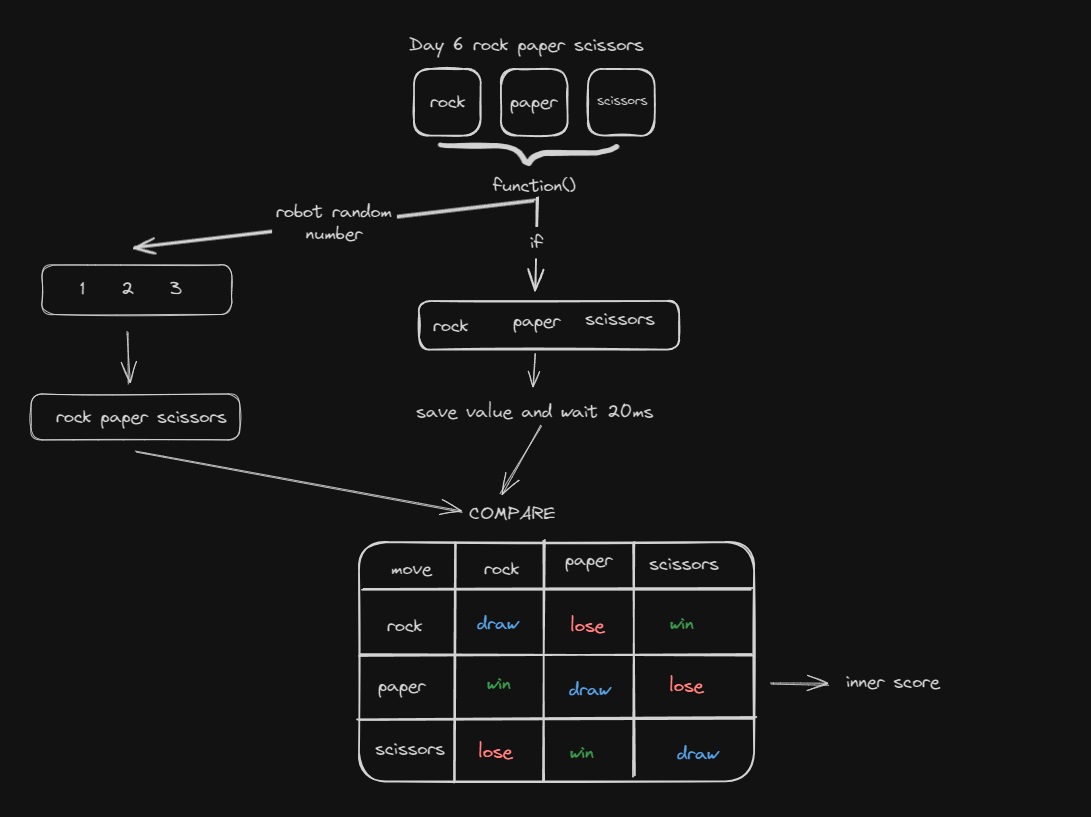 Day 6 rock paper scissors
rock paper scissors
function()
robot random
number
if
1 2 3
rock paper scissors
rock paper scissors
save value and wait 20ms
COMPARE
move rock paper scissors
rock draw lose win
paper win draw lose
inner score
scissors lose win draw